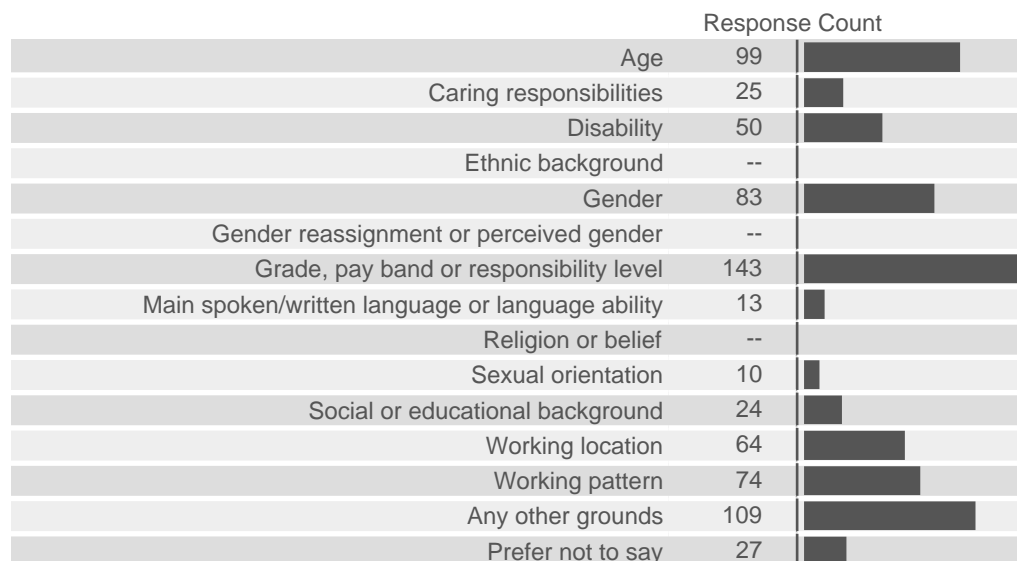 Response Count
Age 99
Caring responsibilities 25
Disability 50
Ethnic background --
Gender 83
Gender reassignment or perceived gender --
Grade, pay band or responsibility level 143
Main spoken/written language or language ability 13
Religion or belief --
Sexual orientation 10
Social or educational background 24
Working location 64
Working pattern 74
Any other grounds 109
Prefer not to say 27